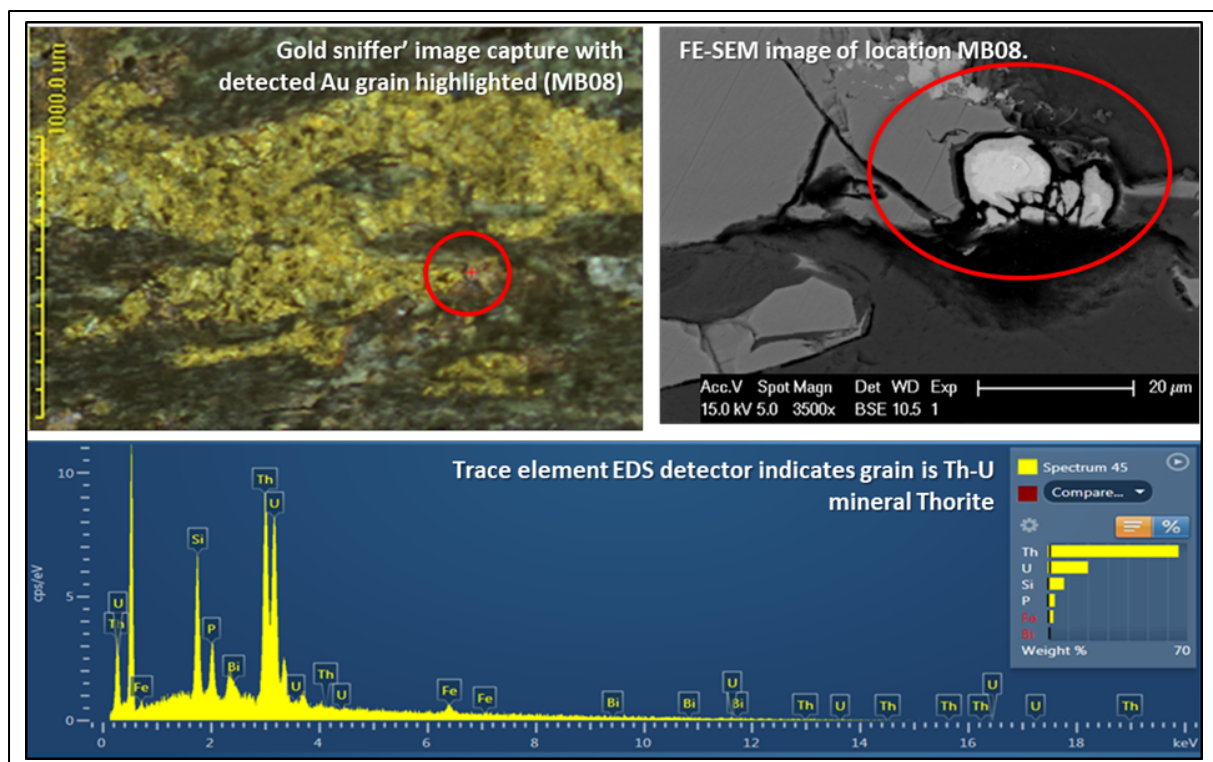 Gold sniffer' image capture with
detected Au grain highlighted (MB08)
1000.0 um
FE-SEM image of location MB08.
Acc.V Spot Magn Det WD Exp 20 µm
15.0 kV 5.0 3500x BSE 10.5 1
Trace element EDS detector indicates grain is Th-U
mineral Thorite
Spectrum 45
Compare...
%
Th
U
Si
P
Fe
Bi
Weight % 70
cps/eV
10
5
0
U
Th
Fe
Si
P
Bi
Th
U
U
Th
U
Fe
Fe
Bi
Bi
U
Bi
Th
U
Th
Th
Th
U
U
Th
0 2 4 6 8 10 12 14 16 18 keV